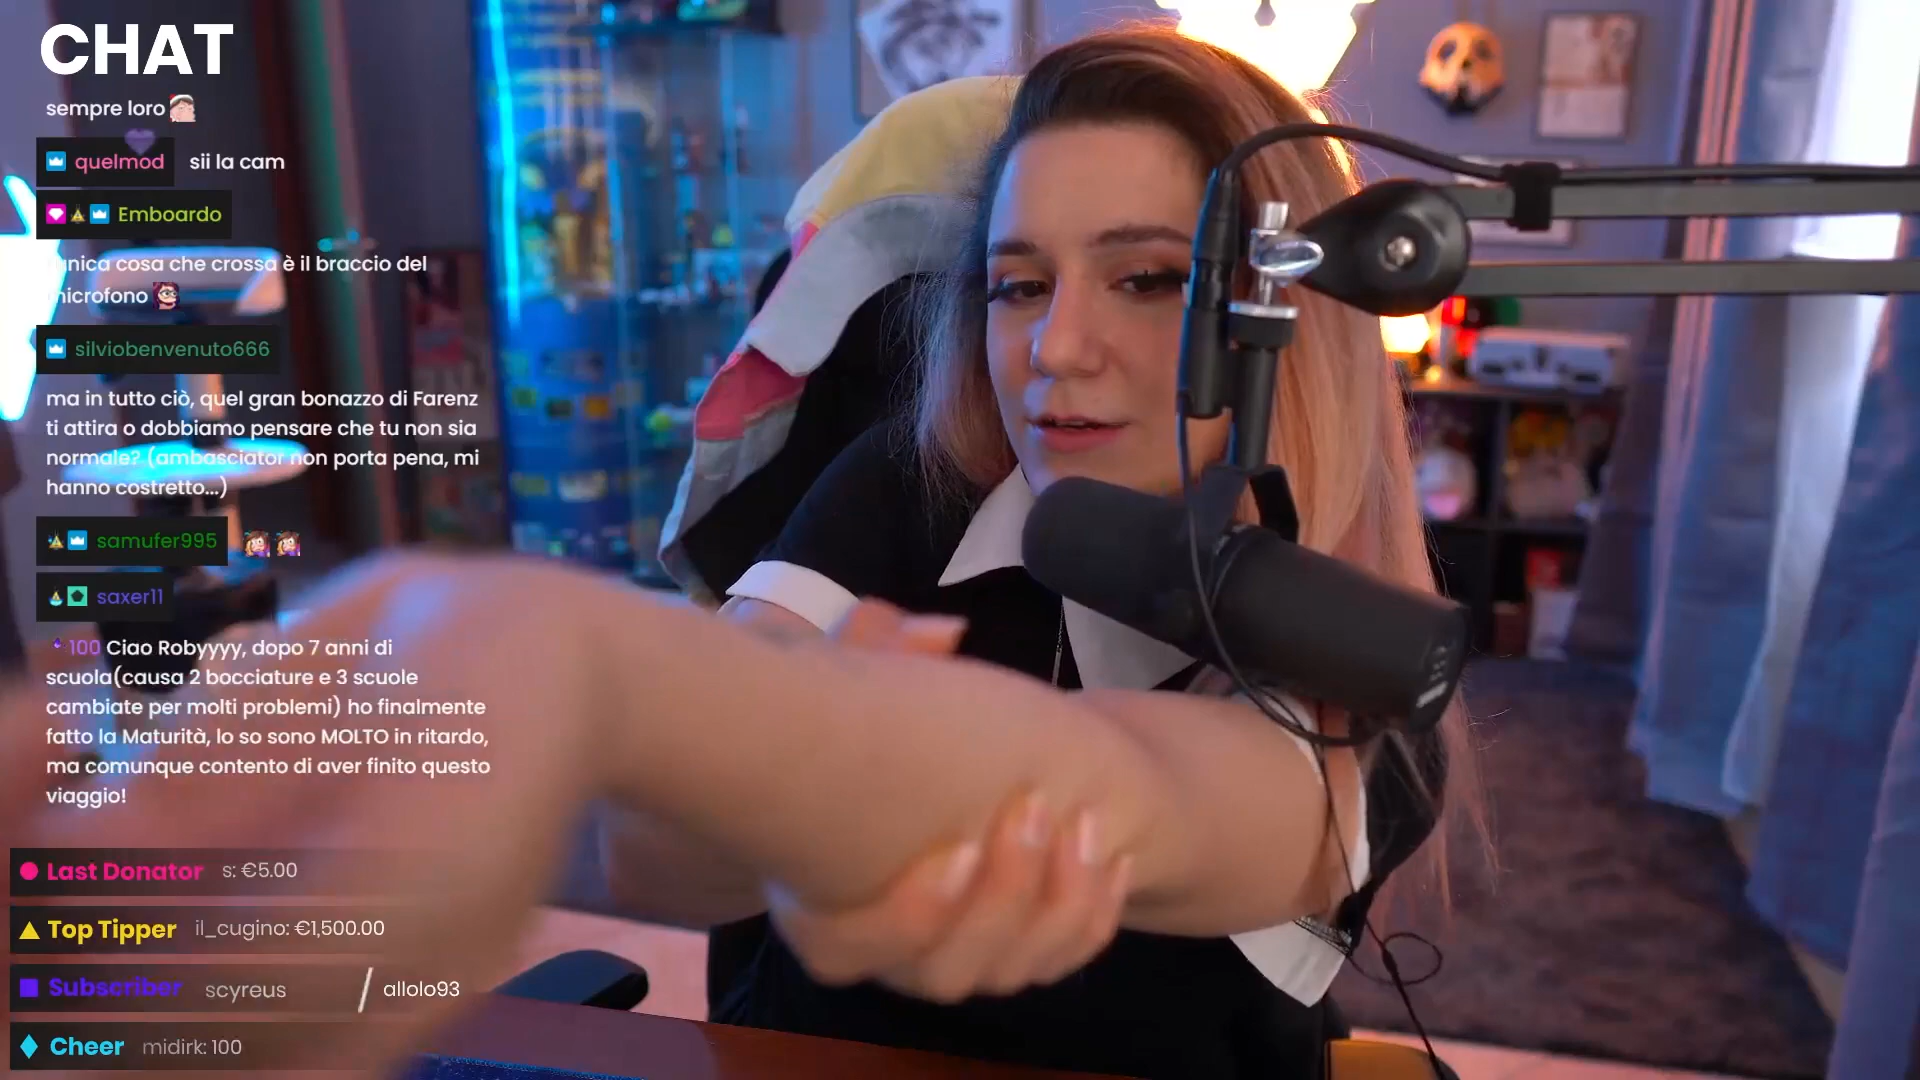 CHAT
sempre loro
quelmod sii la cam
Emboardo
unica cosa che crossa è il braccio del
microfono
silviobenvenuto666
ma in tutto ciò, quel gran bonazzo di Farenz
ti attira o dobbiamo pensare che tu non sia
normale? (ambasciator non porta pena, mi
hanno costretto...)
samufer995
saxer11
100 Ciao Robyyyy, dopo 7 anni di
scuola(causa 2 bocciature e 3 scuole
cambiate per molti problemi) ho finalmente
fatto la Maturità, lo so sono MOLTO in ritardo,
ma comunque contento di aver finito questo
viaggio!
Last Donator s: €5.00
Top Tipper il_cugino: €1,500.00
Subscriber scyreus / allolo93
Cheer midirk: 100